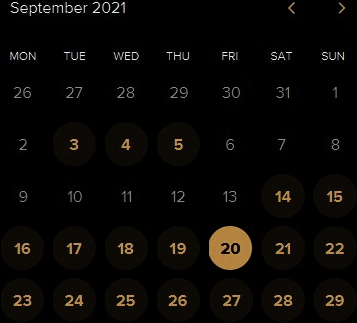 September 2021
MON TUE WED THU FRI SAT SUN
26 27 28 29 30 31 1
2 3 4 5 6 7 8
9 10 11 12 13 14 15
16 17 18 19 20 21 22
23 24 25 26 27 28 29